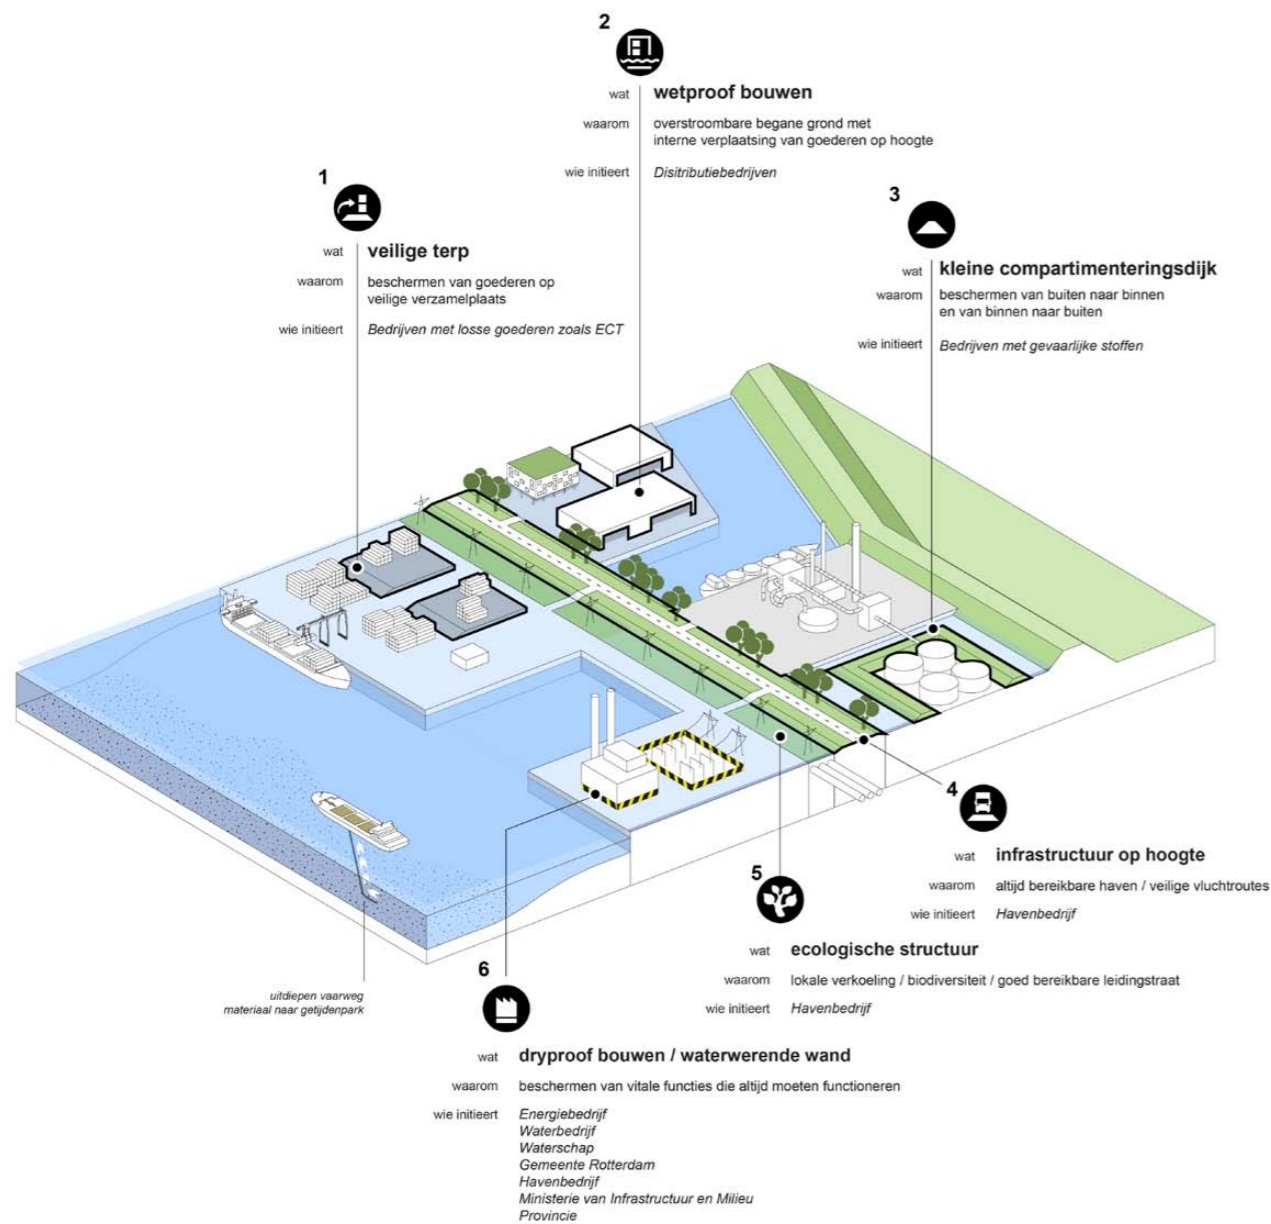 1
wat veilige terp
waarom beschermen van goederen op
veilige verzamelplaats
wie initieert Bedrijven met losse goederen zoals ECT
2
wat wetproof bouwen
waarom overstroombare begane grond met
interne verplaatsing van goederen op hoogte
wie initieert Disitributiebedrijven
3
wat kleine compartimenteringsdijk
waarom beschermen van buiten naar binnen
en van binnen naar buiten
wie initieert Bedrijven met gevaarlijke stoffen
4
wat infrastructuur op hoogte
waarom altijd bereikbare haven / veilige vluchtroutes
wie initieert Havenbedrijf
5
wat ecologische structuur
waarom lokale verkoeling / biodiversiteit / goed bereikbare leidingstraat
wie initieert Havenbedrijf
uitdiepen vaarweg
materiaal naar getijdenpark
6
wat dryproof bouwen / waterwerende wand
waarom beschermen van vitale functies die altijd moeten functioneren
wie initieert Energiebedrijf
Waterbedrijf
Waterschap
Gemeente Rotterdam
Havenbedrijf
Ministerie van Infrastructuur en Milieu
Provincie